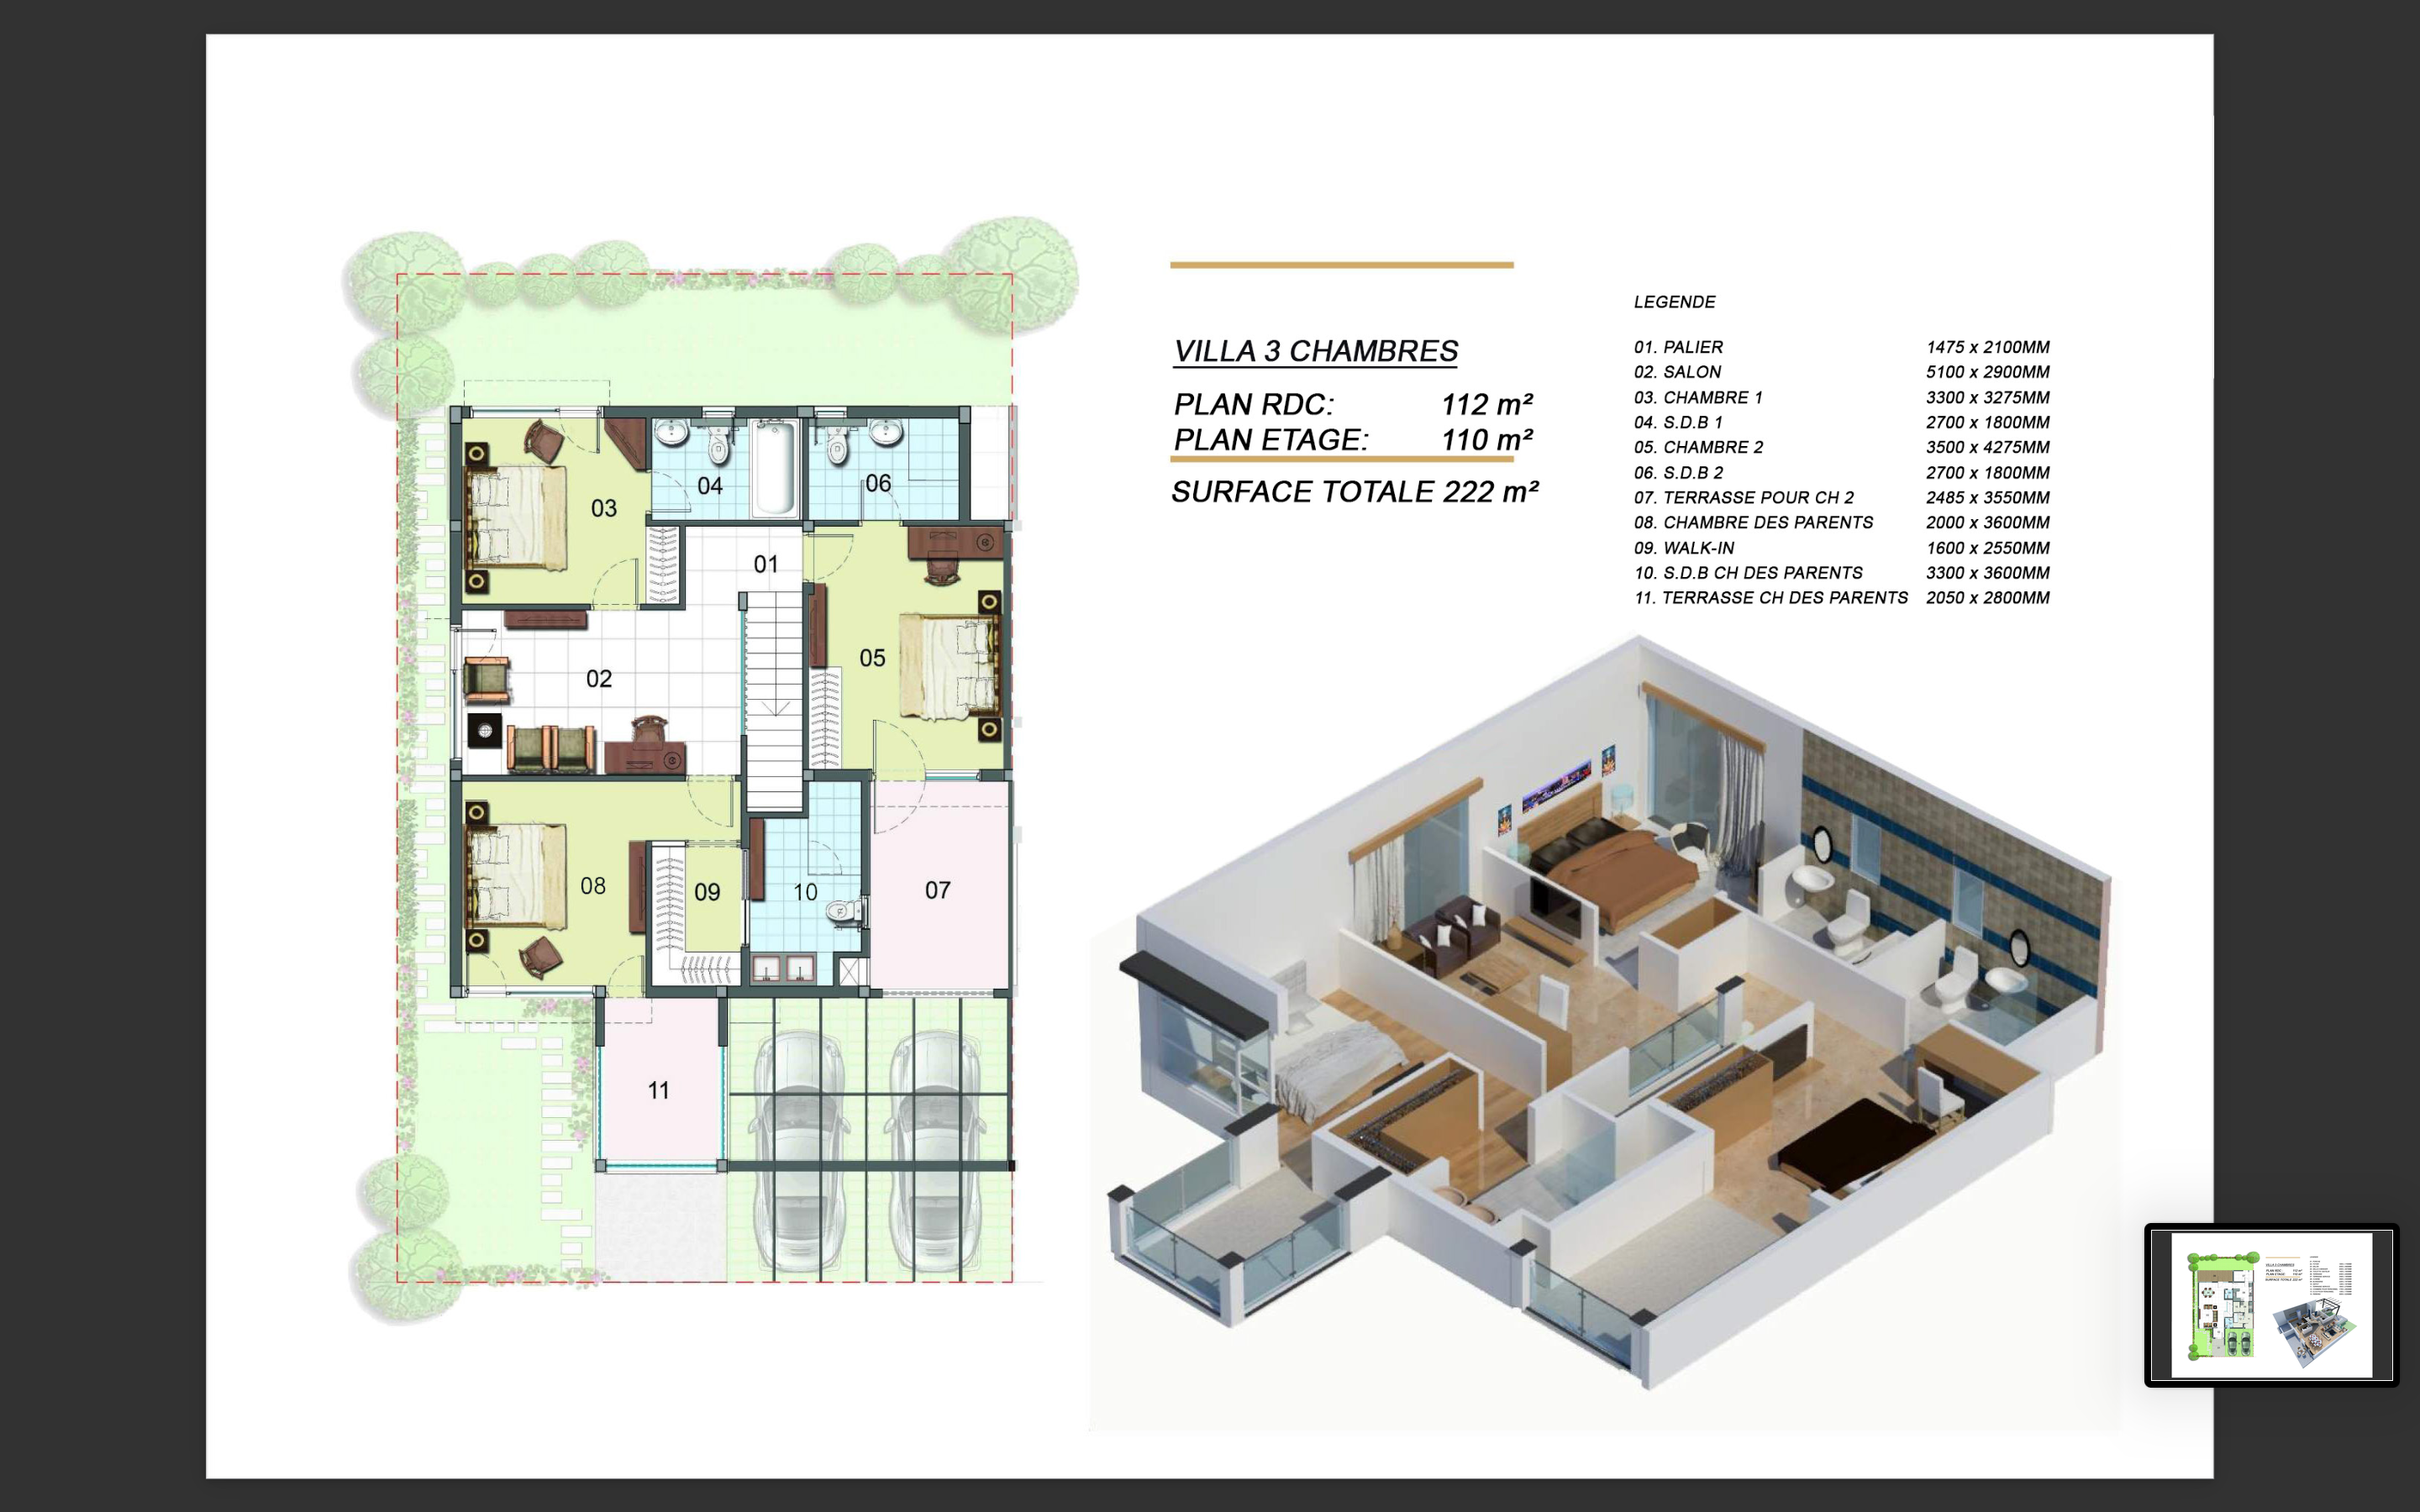 VILLA 3 CHAMBRES
PLAN RDC: 112 m²
PLAN ETAGE: 110 m²
SURFACE TOTALE 222 m²
LEGENDE
01. PALIER 1475 x 2100MM
02. SALON 5100 x 2900MM
03. CHAMBRE 1 3300 x 3275MM
04. S.D.B 1 2700 x 1800MM
05. CHAMBRE 2 3500 x 4275MM
06. S.D.B 2 2700 x 1800MM
07. TERRASSE POUR CH 2 2485 x 3550MM
08. CHAMBRE DES PARENTS 2000 x 3600MM
09. WALK-IN 1600 x 2550MM
10. S.D.B CH DES PARENTS 3300 x 3600MM
11. TERRASSE CH DES PARENTS 2050 x 2800MM
03
04
06
01
02
05
08
09
10
07
11